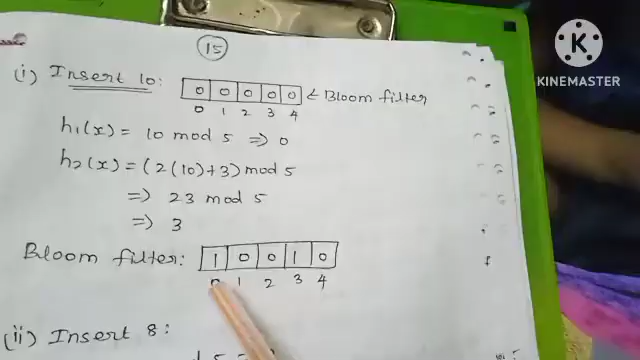 15
(i) Insert 10: 0 0 0 0 0 < Bloom filter
0 1 2 3 4
h1(x) = 10 mod 5 => 0
h2(x) = (2(10)+3) mod 5
=> 23 mod 5
=> 3
Bloom filter: 1 0 0 1 0
0 1 2 3 4
(ii) Insert 8:
K
KINEMASTER